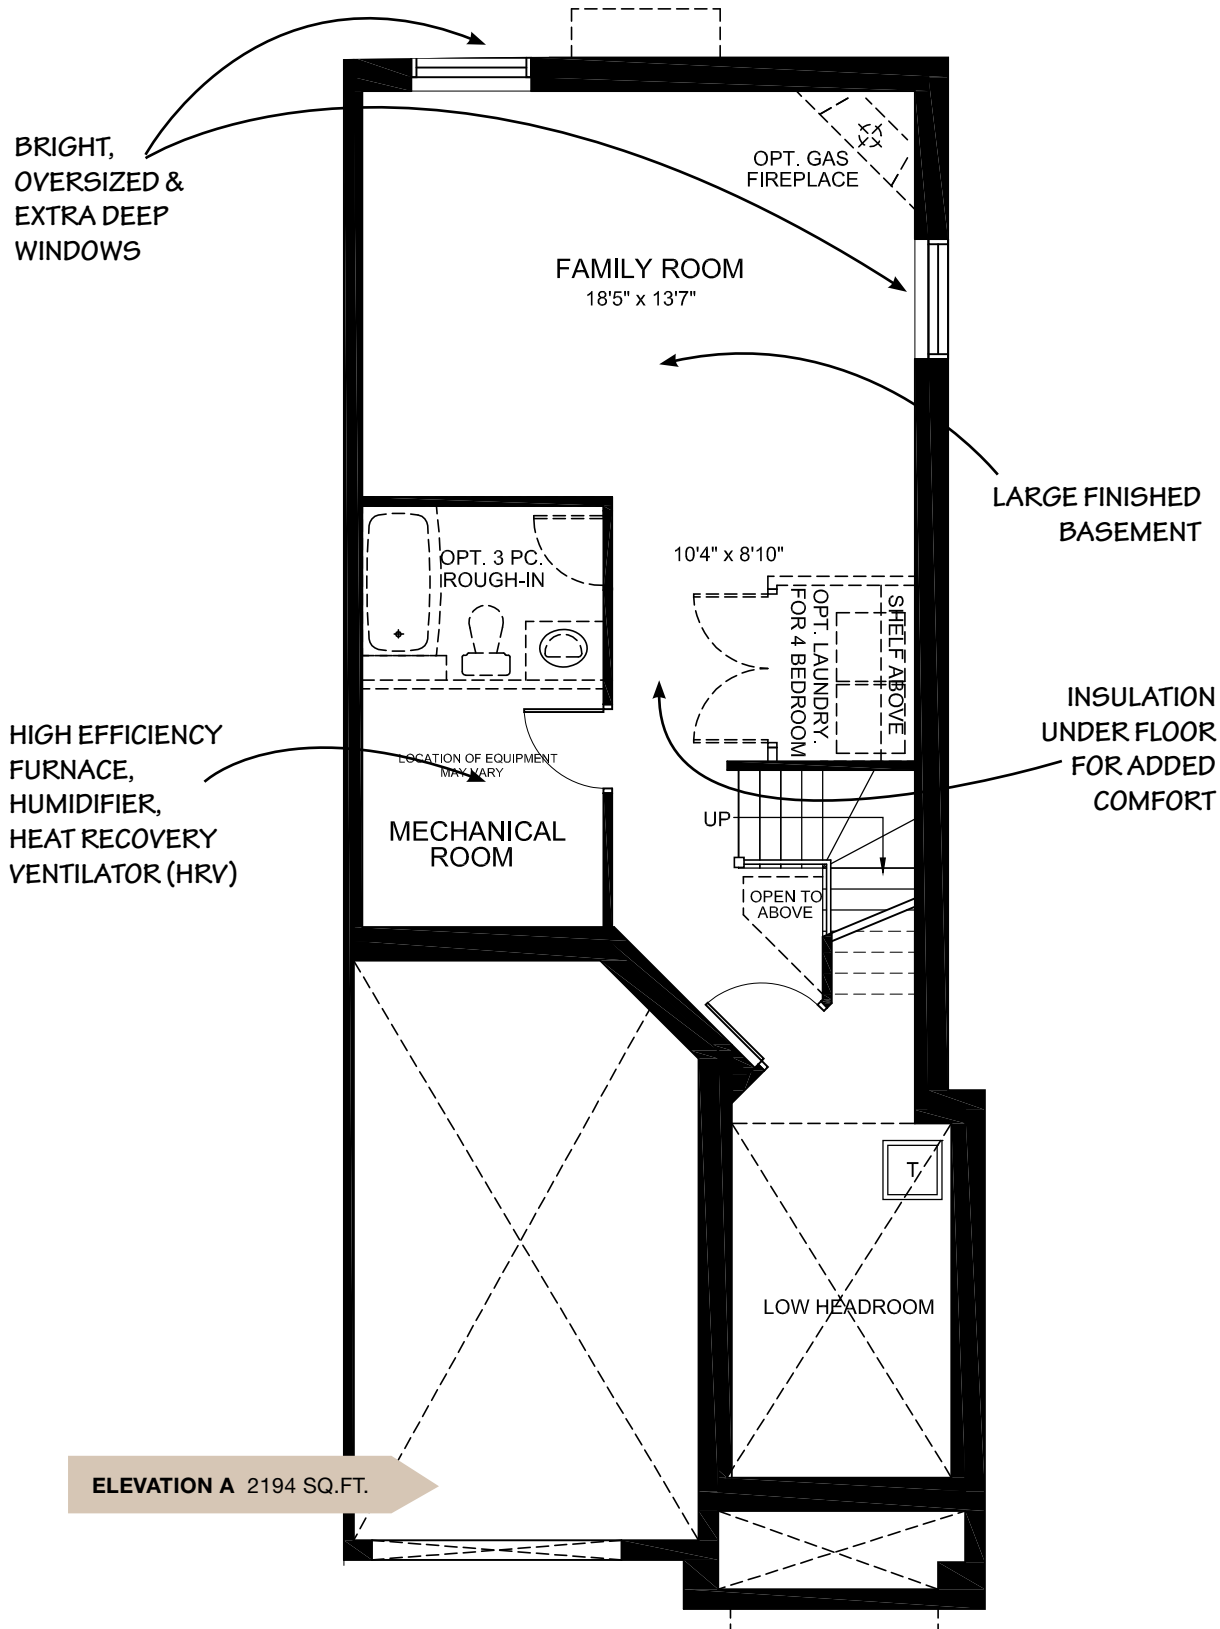 BRIGHT,
OVERSIZED &
EXTRA DEEP
WINDOWS
OPT. GAS
FIREPLACE
FAMILY ROOM
18'5" x 13'7"
LARGE FINISHED
BASEMENT
OPT. 3 PC.
ROUGH-IN
10'4" x 8'10"
OPT. LAUNDRY.
FOR 4 BEDROOM
SHELF ABOVE
INSULATION
UNDER FLOOR
FOR ADDED
COMFORT
HIGH EFFICIENCY
FURNACE,
HUMIDIFIER,
HEAT RECOVERY
VENTILATOR (HRV)
LOCATION OF EQUIPMENT
MAY VARY
MECHANICAL
ROOM
UP
OPEN TO
ABOVE
T
LOW HEADROOM
ELEVATION A 2194 SQ.FT.